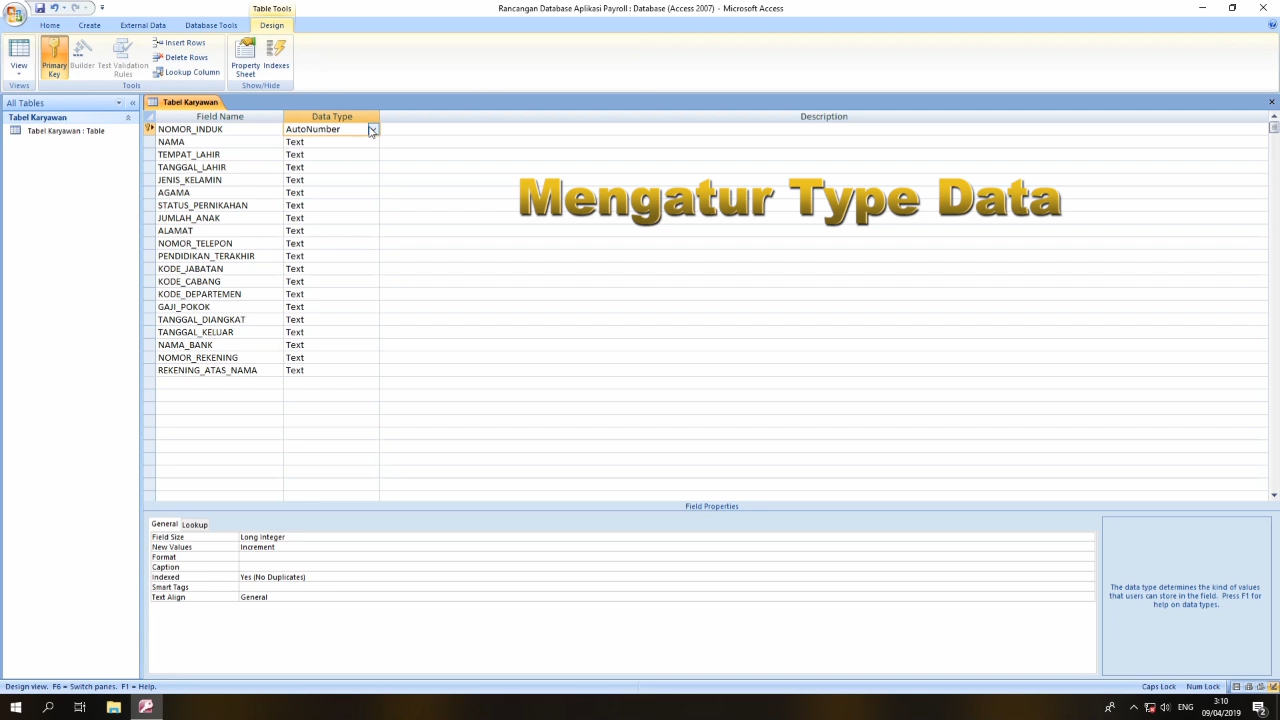 Table Tools
Rancangan Database Aplikasi Payroll : Database (Access 2007) - Microsoft Access
Home Create External Data Database Tools Design
View
Primary Key
Builder
Test Validation Rules
Insert Rows
Delete Rows
Lookup Column
Property Sheet
Indexes
Views Tools Show/Hide
All Tables
Tabel Karyawan
Tabel Karyawan : Table
Tabel Karyawan
Field Name Data Type Description
NOMOR_INDUK AutoNumber
NAMA Text
TEMPAT_LAHIR Text
TANGGAL_LAHIR Text
JENIS_KELAMIN Text
AGAMA Text
STATUS_PERNIKAHAN Text
JUMLAH_ANAK Text
ALAMAT Text
NOMOR_TELEPON Text
PENDIDIKAN_TERAKHIR Text
KODE_JABATAN Text
KODE_CABANG Text
KODE_DEPARTEMEN Text
GAJI_POKOK Text
TANGGAL_DIANGKAT Text
TANGGAL_KELUAR Text
NAMA_BANK Text
NOMOR_REKENING Text
REKENING_ATAS_NAMA Text
Mengatur Type Data
Field Properties
General Lookup
Field Size Long Integer
New Values Increment
Format
Caption
Indexed Yes (No Duplicates)
Smart Tags
Text Align General
The data type determines the kind of values
that users can store in the field. Press F1 for
help on data types.
Design view. F6 = Switch panes. F1 = Help.
Caps Lock Num Lock
ENG
3:10
09/04/2019
2